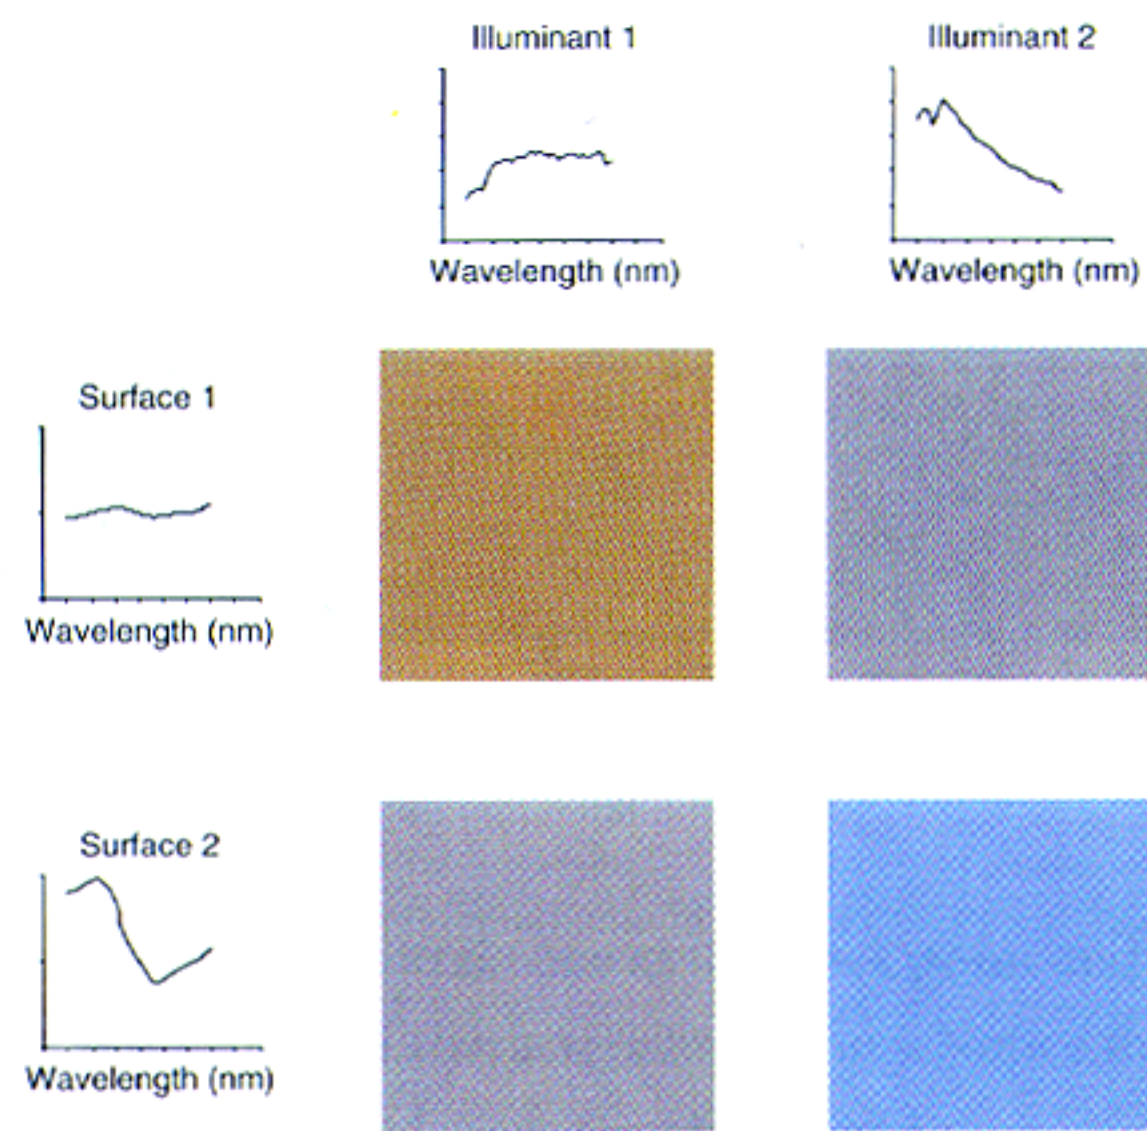 Illuminant 1
Illuminant 2
Wavelength (nm)
Wavelength (nm)
Surface 1
Wavelength (nm)
Surface 2
Wavelength (nm)